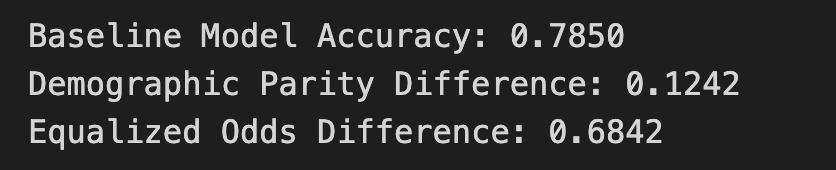 Baseline Model Accuracy: 0.7850
Demographic Parity Difference: 0.1242
Equalized Odds Difference: 0.6842